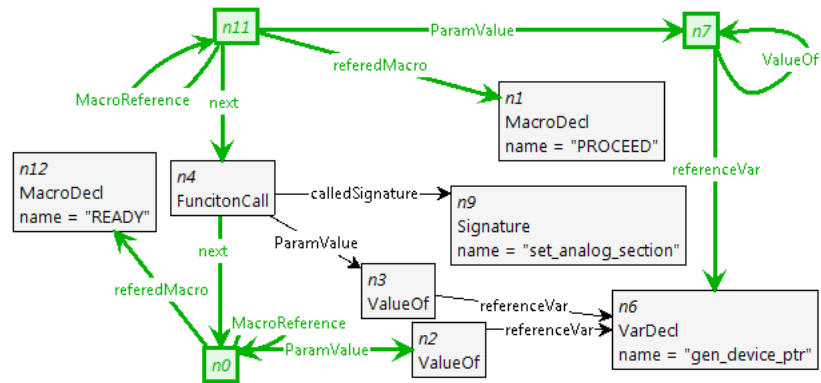 n11
ParamValue
n7
ValueOf
referedMacro
MacroReference
next
n1
MacroDecl
name = "PROCEED"
n12
MacroDecl
name = "READY"
n4
FuncitonCall
calledSignature
referenceVar
n9
Signature
name = "set_analog_section"
next
ParamValue
n3
ValueOf
referenceVar
referedMacro
n6
VarDecl
name = "gen_device_ptr"
MacroReference
n2
ValueOf
referenceVar
ParamValue
n0